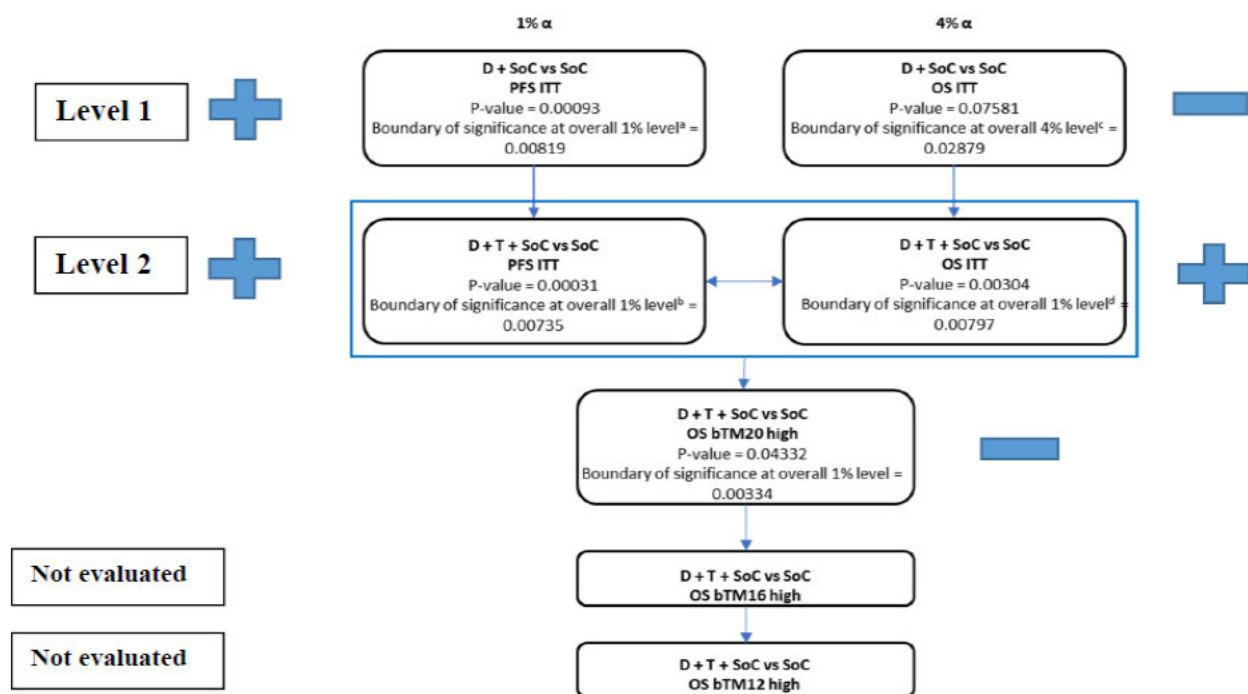 1% α
4% α
Level 1
D + SoC vs SoC
PFS ITT
P-value = 0.00093
Boundary of significance at overall 1% levelᵃ =
0.00819
D + SoC vs SoC
OS ITT
P-value = 0.07581
Boundary of significance at overall 4% levelᶜ =
0.02879
Level 2
D + T + SoC vs SoC
PFS ITT
P-value = 0.00031
Boundary of significance at overall 1% levelᵇ =
0.00735
D + T + SoC vs SoC
OS ITT
P-value = 0.00304
Boundary of significance at overall 1% levelᵈ =
0.00797
D + T + SoC vs SoC
OS bTM20 high
P-value = 0.04332
Boundary of significance at overall 1% level =
0.00334
Not evaluated
D + T + SoC vs SoC
OS bTM16 high
Not evaluated
D + T + SoC vs SoC
OS bTM12 high